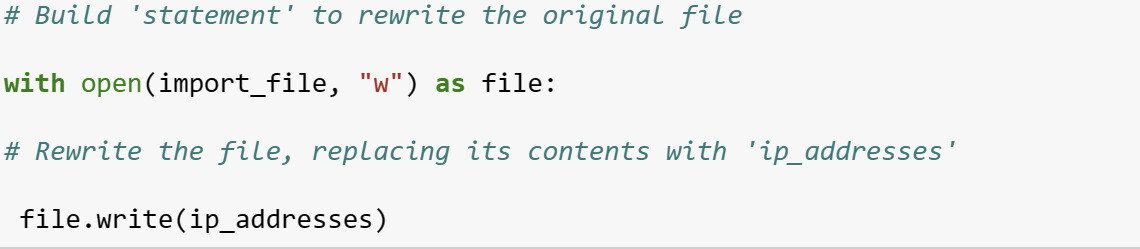 # Build 'statement' to rewrite the original file
with open(import_file, "w") as file:
# Rewrite the file, replacing its contents with 'ip_addresses'
 file.write(ip_addresses)